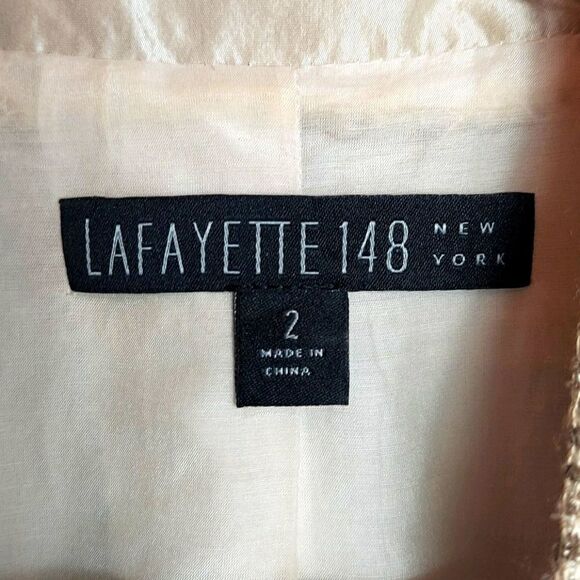 LAFAYETTE 148 NEW YORK
2
MADE IN
CHINA